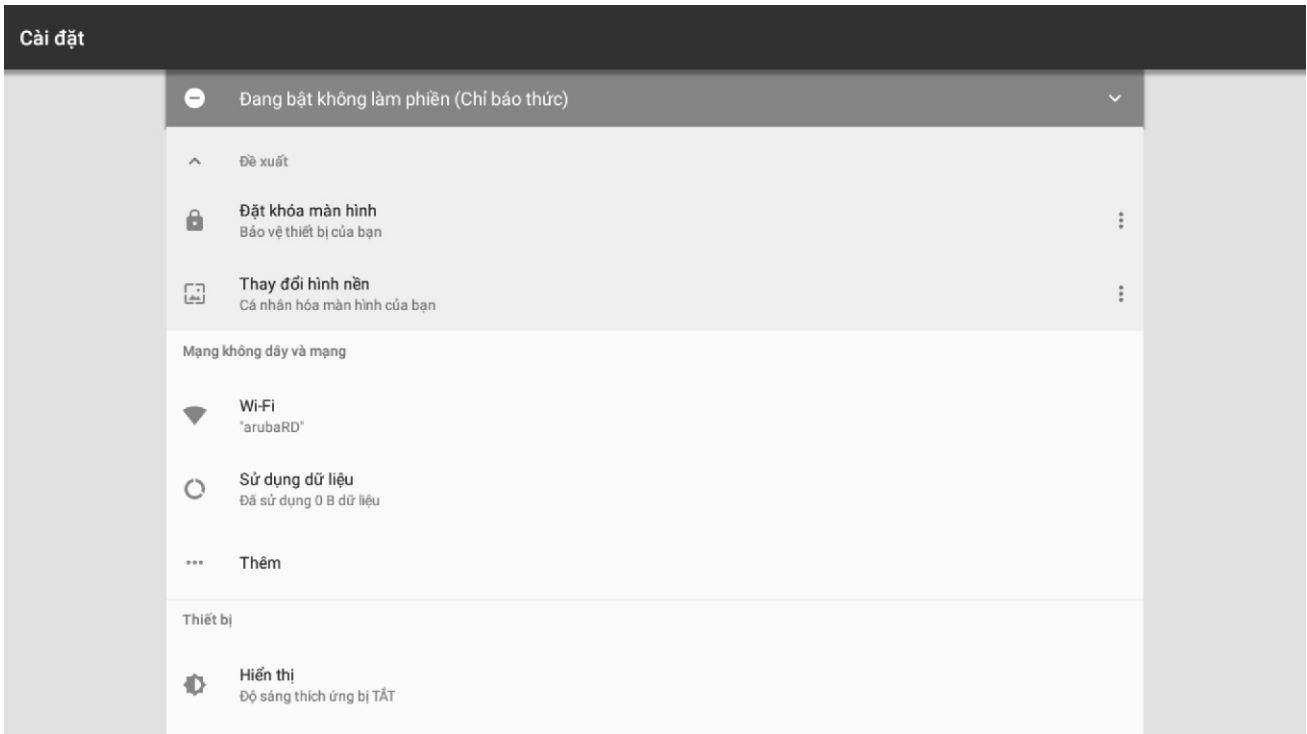 Cài đặt
Đang bật không làm phiền (Chỉ báo thức)
Đề xuất
Đặt khóa màn hình
Bảo vệ thiết bị của bạn
Thay đổi hình nền
Cá nhân hóa màn hình của bạn
Mạng không dây và mạng
Wi-Fi
"arubaRD"
Sử dụng dữ liệu
Đã sử dụng 0 B dữ liệu
Thêm
Thiết bị
Hiển thị
Độ sáng thích ứng bị TẮT